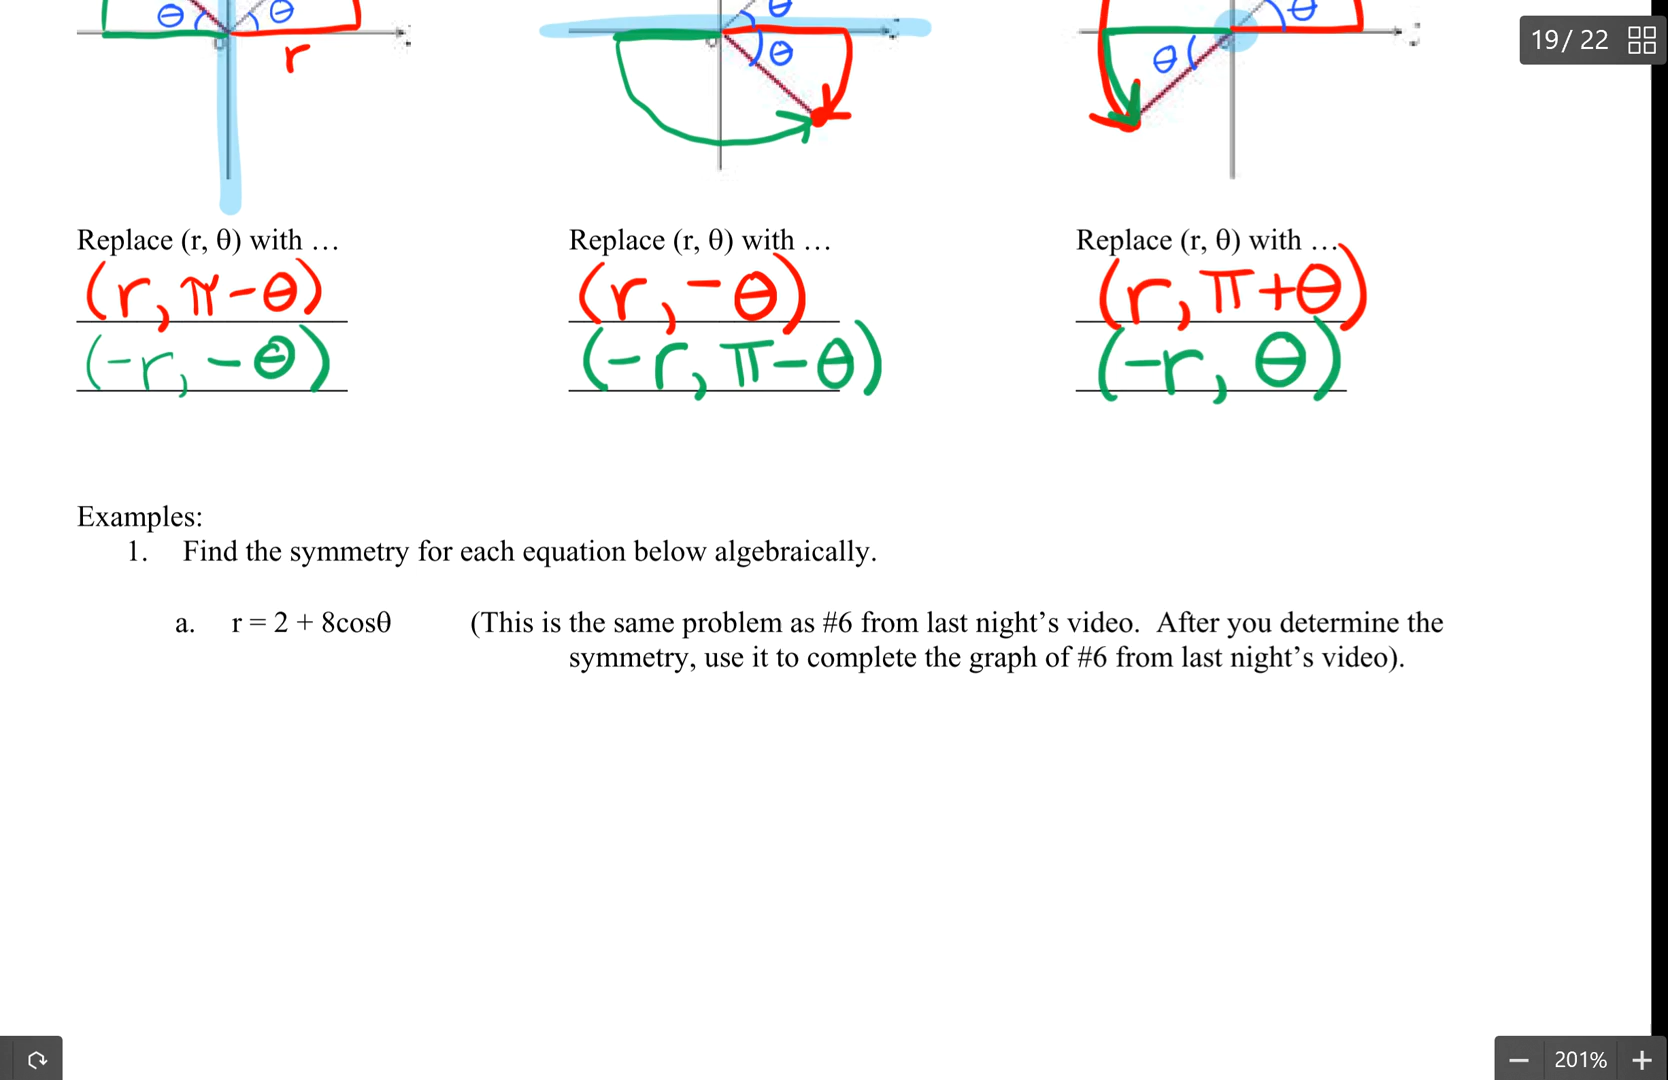 θ θ
r
θ
θ
θ
θ
19 / 22
Replace (r, θ) with …
(r, π-θ)
(-r, -θ)
Replace (r, θ) with …
(r, -θ)
(-r, π-θ)
Replace (r, θ) with …
(r, π+θ)
(-r, θ)
Examples:
1. Find the symmetry for each equation below algebraically.
a. r = 2 + 8cosθ (This is the same problem as #6 from last night’s video. After you determine the
symmetry, use it to complete the graph of #6 from last night’s video).
201%